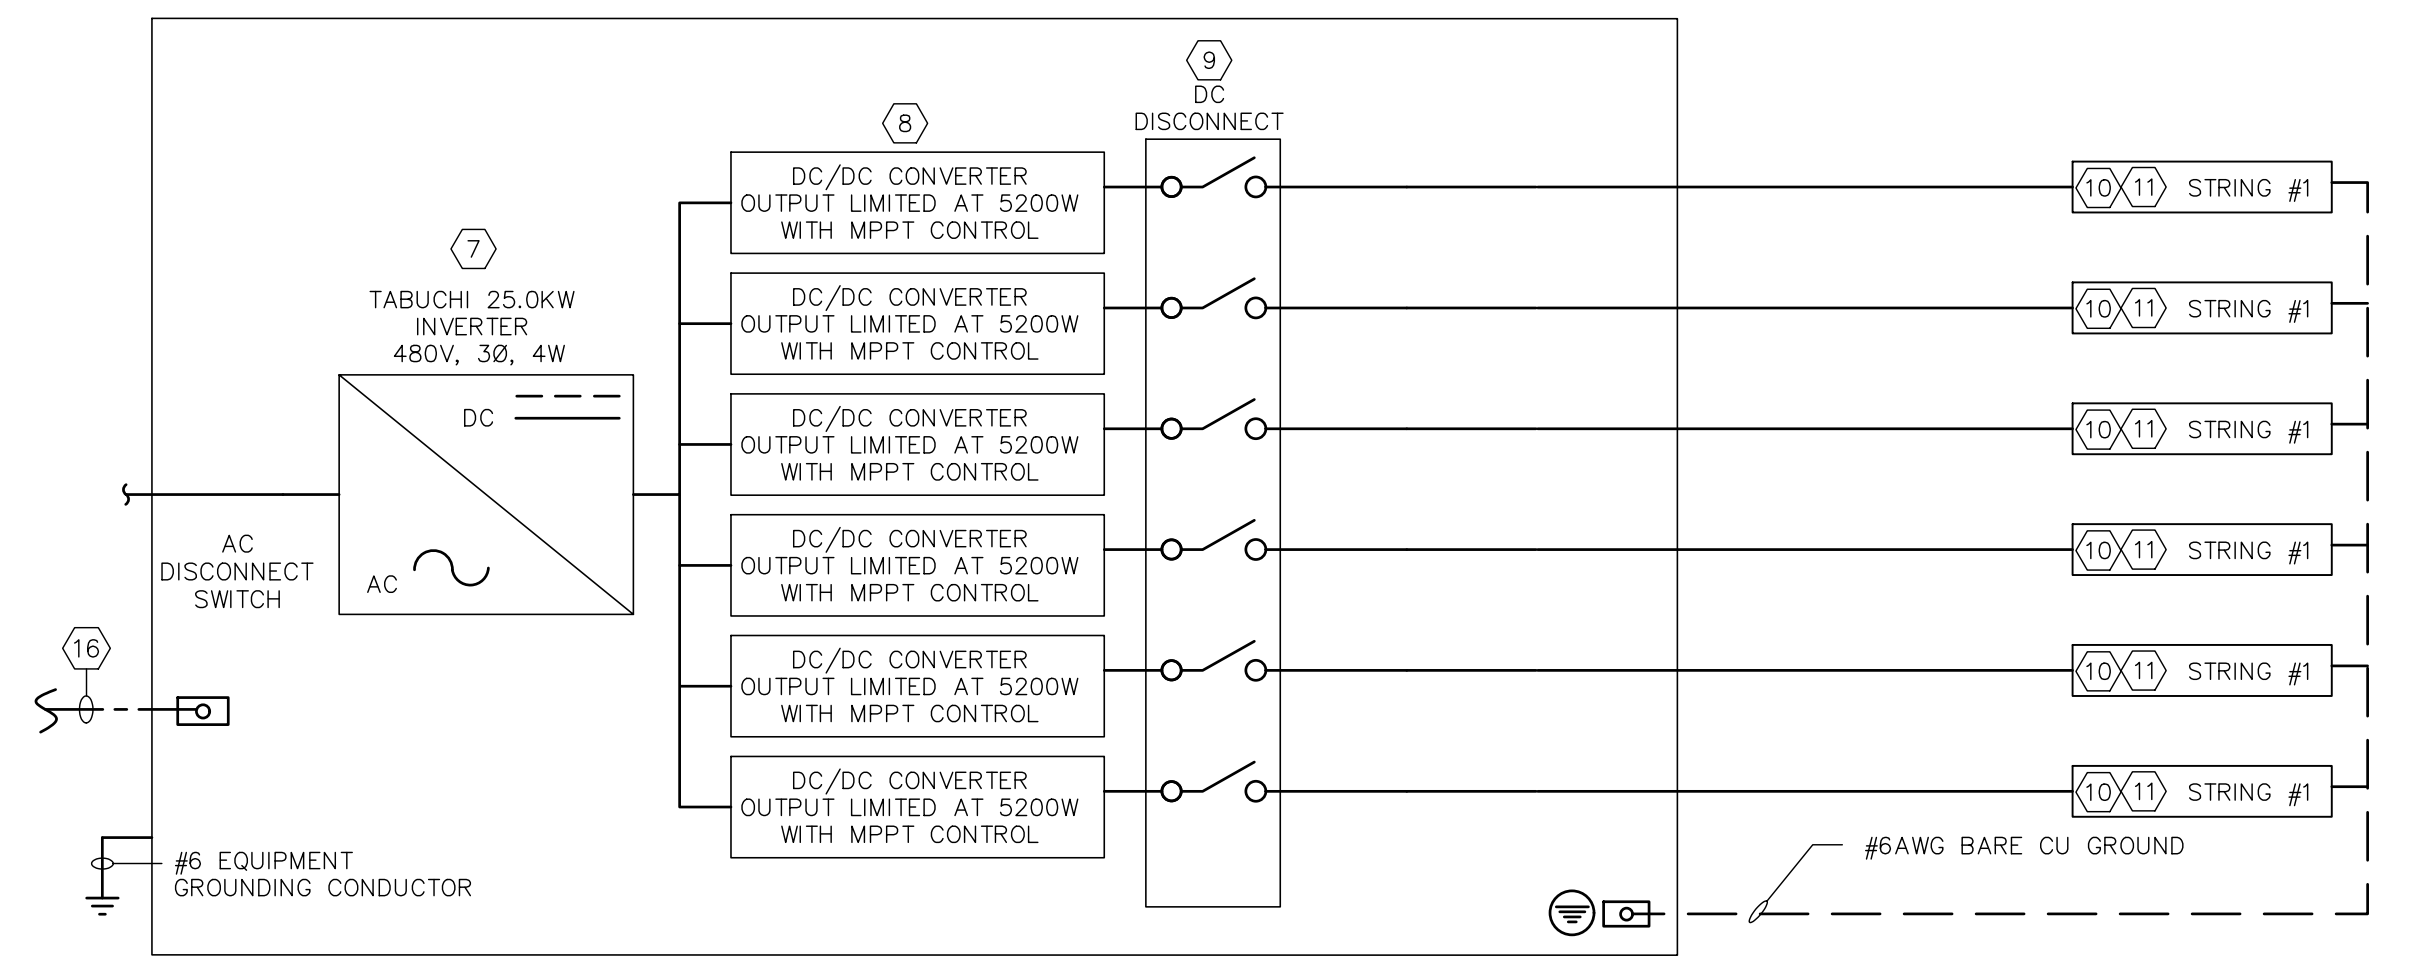 9
DC
DISCONNECT
8
DC/DC CONVERTER
OUTPUT LIMITED AT 5200W
WITH MPPT CONTROL
10 11 STRING #1
7
TABUCHI 25.0KW
INVERTER
480V, 3Ø, 4W
DC/DC CONVERTER
OUTPUT LIMITED AT 5200W
WITH MPPT CONTROL
10 11 STRING #1
DC
DC/DC CONVERTER
OUTPUT LIMITED AT 5200W
WITH MPPT CONTROL
10 11 STRING #1
AC
DISCONNECT
SWITCH
AC
DC/DC CONVERTER
OUTPUT LIMITED AT 5200W
WITH MPPT CONTROL
10 11 STRING #1
16
DC/DC CONVERTER
OUTPUT LIMITED AT 5200W
WITH MPPT CONTROL
10 11 STRING #1
DC/DC CONVERTER
OUTPUT LIMITED AT 5200W
WITH MPPT CONTROL
10 11 STRING #1
#6 EQUIPMENT
GROUNDING CONDUCTOR
#6AWG BARE CU GROUND